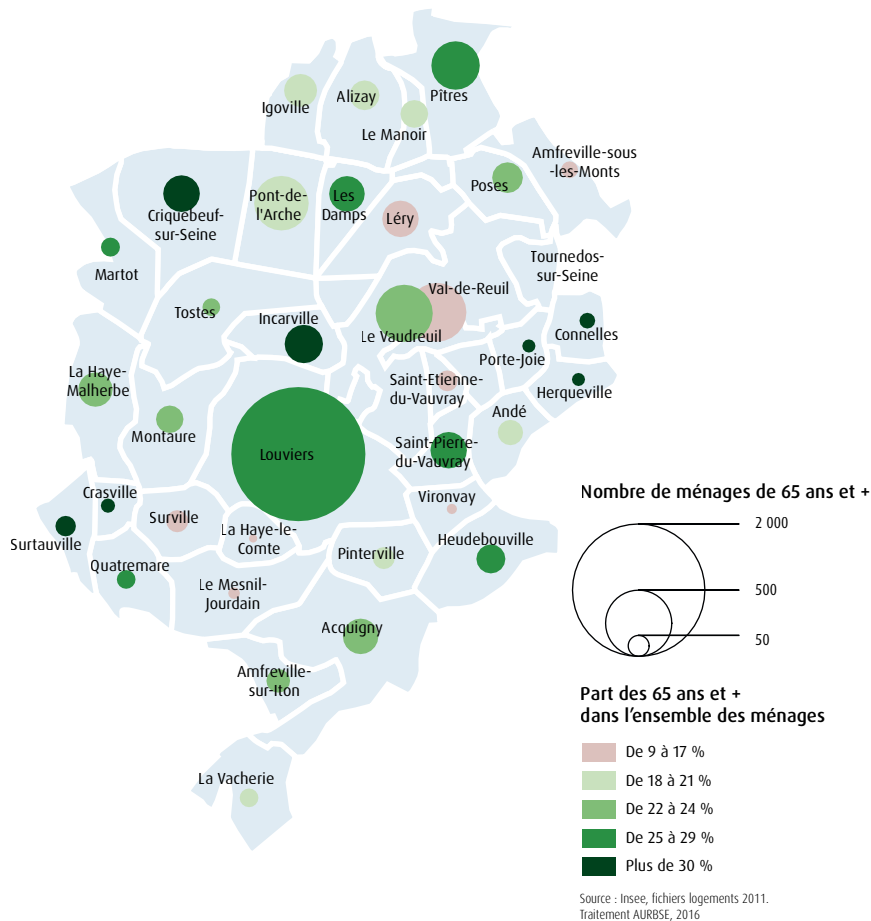 Igoville
Alizay
Le Manoir
Pîtres
Amfreville-sous
-les-Monts
Poses
Criquebeuf-
sur-Seine
Pont-de-
l'Arche
Les
Damps
Léry
Martot
Tournedos-
sur-Seine
Val-de-Reuil
Tostes
Incarville
Le Vaudreuil
Connelles
Porte-Joie
La Haye-
Malherbe
Saint-Etienne-
du-Vauvray
Herqueville
Andé
Montaure
Louviers
Saint-Pierre-
du-Vauvray
Crasville
Vironvay
Surville
La Haye-le-
Comte
Surtauville
Pinterville
Heudebouville
Quatremare
Le Mesnil-
Jourdain
Acquigny
Amfreville-
sur-Iton
La Vacherie
Nombre de ménages de 65 ans et +
2 000
500
50
Part des 65 ans et +
dans l'ensemble des ménages
De 9 à 17 %
De 18 à 21 %
De 22 à 24 %
De 25 à 29 %
Plus de 30 %
Source : Insee, fichiers logements 2011.
Traitement AURBSE, 2016